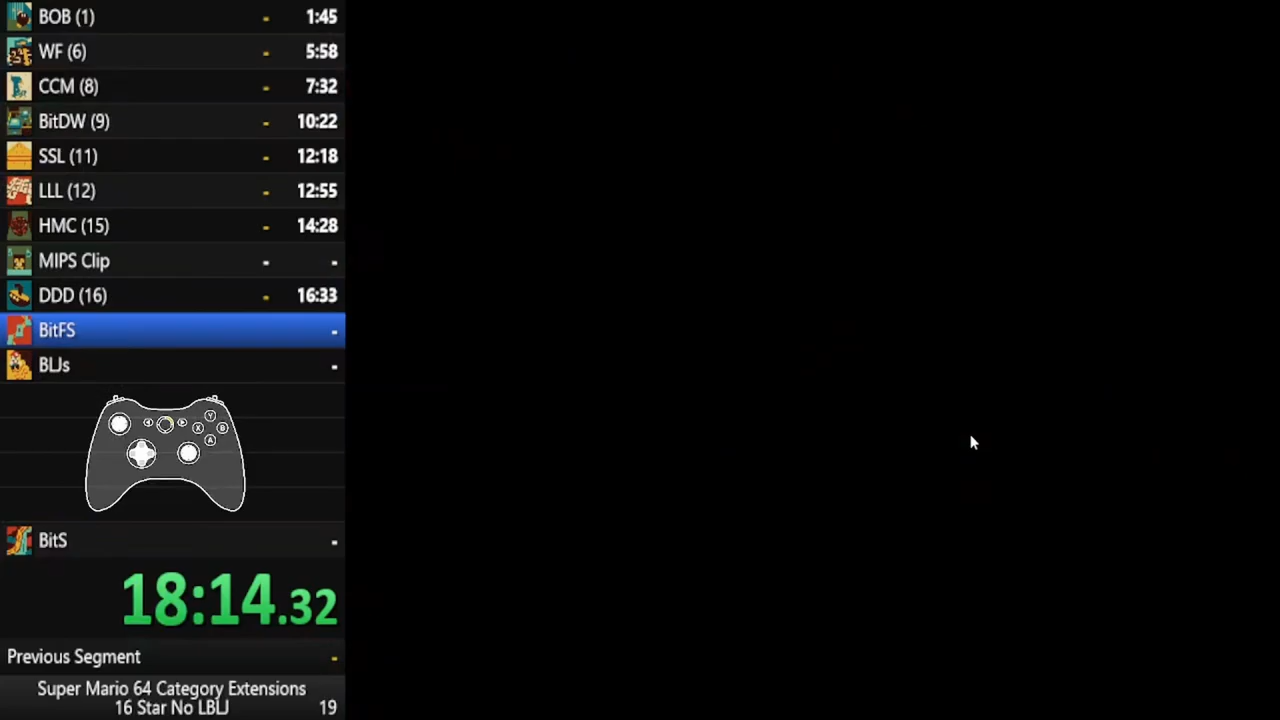 BOB (1) - 1:45
WF (6) - 5:58
CCM (8) - 7:32
BitDW (9) - 10:22
SSL (11) - 12:18
LLL (12) - 12:55
HMC (15) - 14:28
MIPS Clip - -
DDD (16) - 16:33
BitFS -
BLJs -
Y
X B
A
BitS -
18:14.32
Previous Segment -
Super Mario 64 Category Extensions
16 Star No LBLJ 19